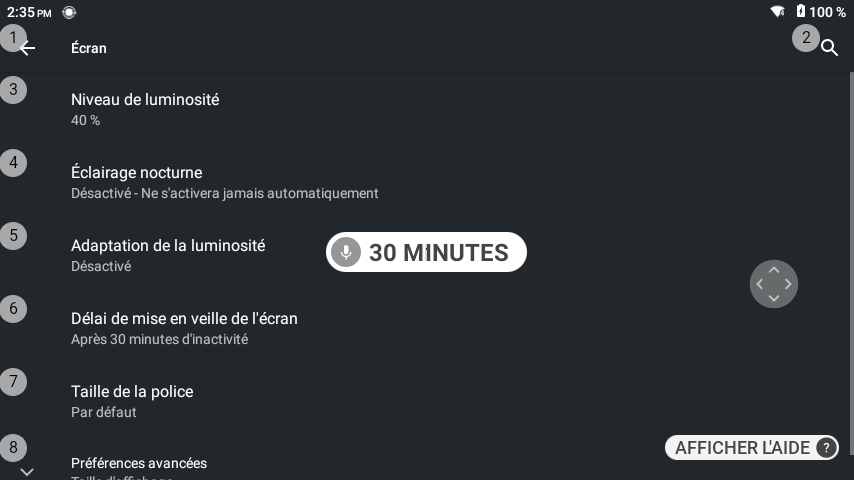 2:35 PM 100 %
1 Écran 2
3 Niveau de luminosité
40 %
4 Éclairage nocturne
Désactivé - Ne s'activera jamais automatiquement
5 Adaptation de la luminosité
Désactivé
30 MINUTES
6 Délai de mise en veille de l'écran
Après 30 minutes d'inactivité
7 Taille de la police
Par défaut
AFFICHER L'AIDE ?
8 Préférences avancées